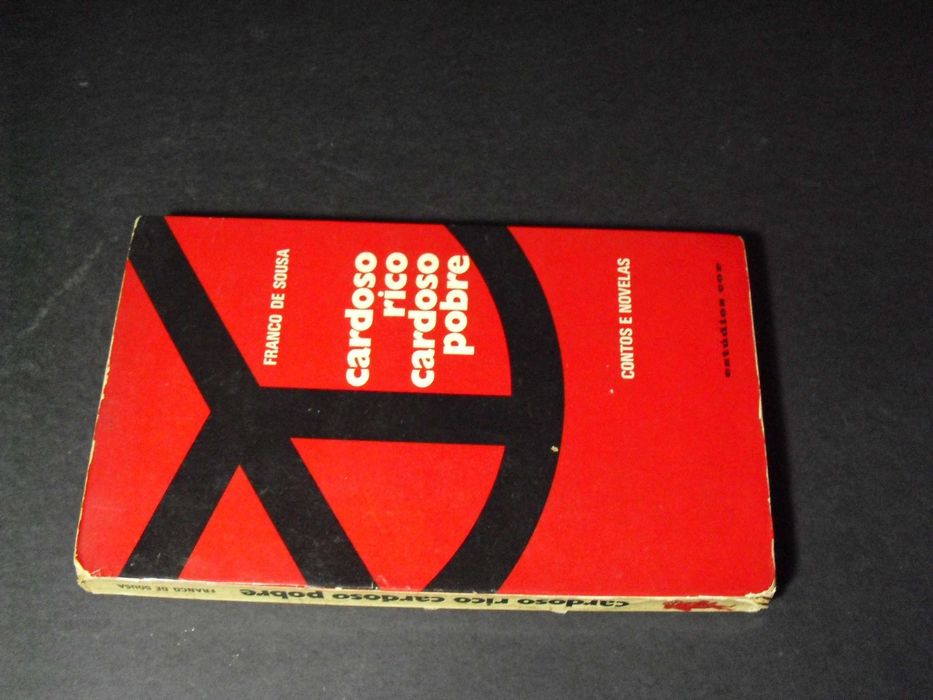 FRANCO DE SOUSA
cardoso
rico
cardoso
pobre
CONTOS E NOVELAS
estúdios cor
FRANCO DE SOUSA
cardoso rico cardoso pobre